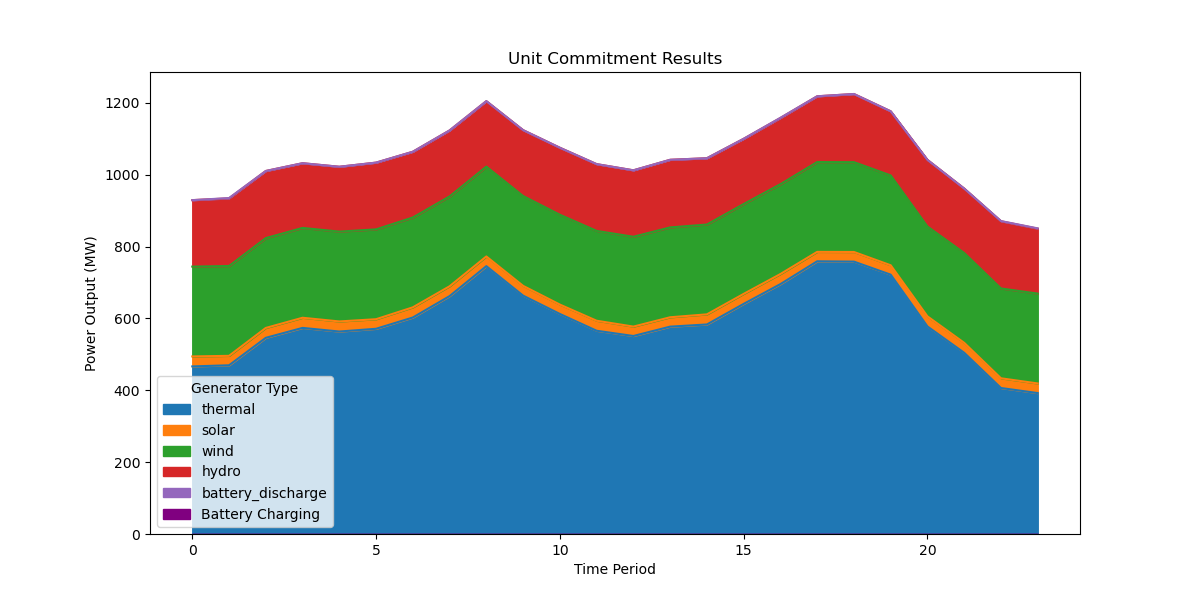 Unit Commitment Results
1200
1000
800
600
400
200
0
Power Output (MW)
Generator Type
thermal
solar
wind
hydro
battery_discharge
Battery Charging
0 5 10 15 20
Time Period